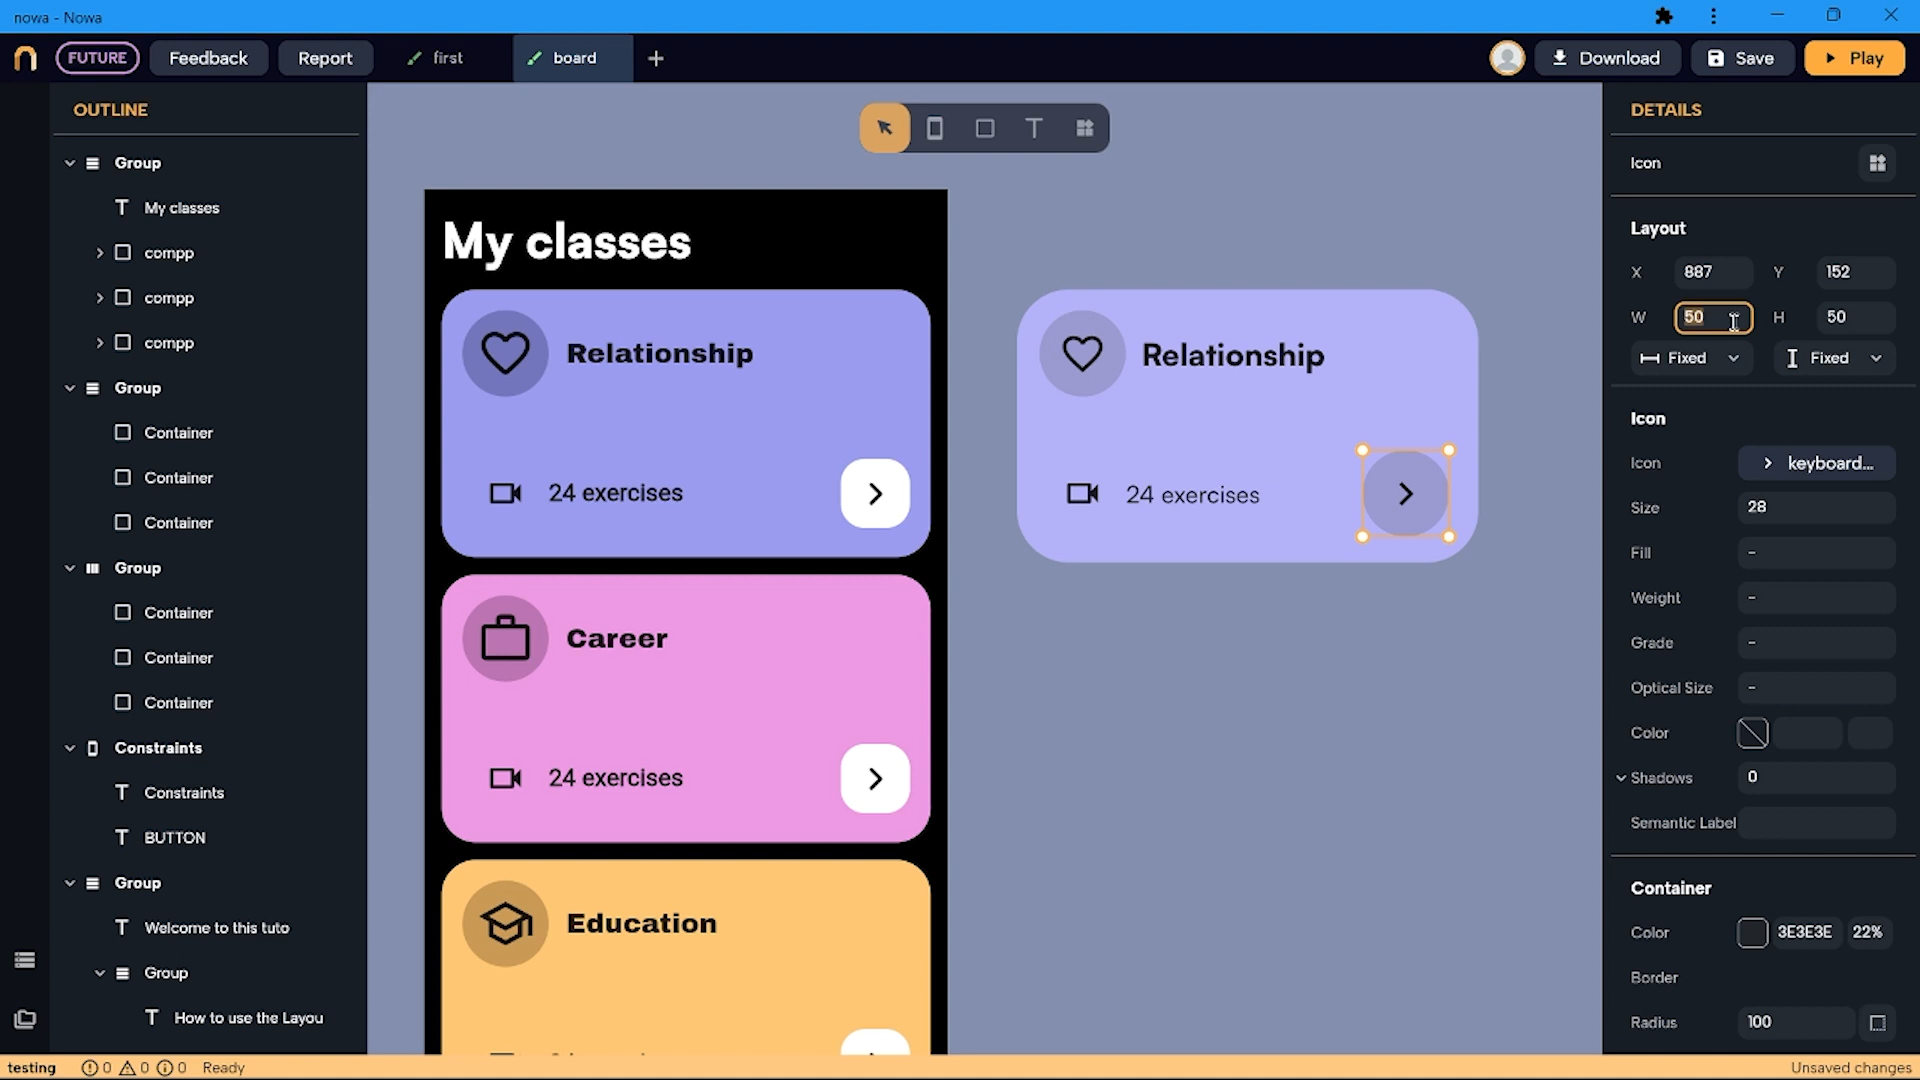 nowa - Nowa
FUTURE
Feedback
Report
first
board
Download
Save
Play
OUTLINE
Group
My classes
compp
compp
compp
Group
Container
Container
Container
Group
Container
Container
Container
Constraints
Constraints
BUTTON
Group
Welcome to this tuto
Group
How to use the Layou
My classes
Relationship
24 exercises
Career
24 exercises
Education
Relationship
24 exercises
DETAILS
Icon
Layout
X 887 Y 152
W 50 H 50
Fixed Fixed
Icon
Icon keyboard...
Size 28
Fill -
Weight -
Grade -
Optical Size -
Color
Shadows 0
Semantic Label
Container
Color 3E3E3E 22%
Border
Radius 100
testing 0 0 0 Ready
Unsaved changes